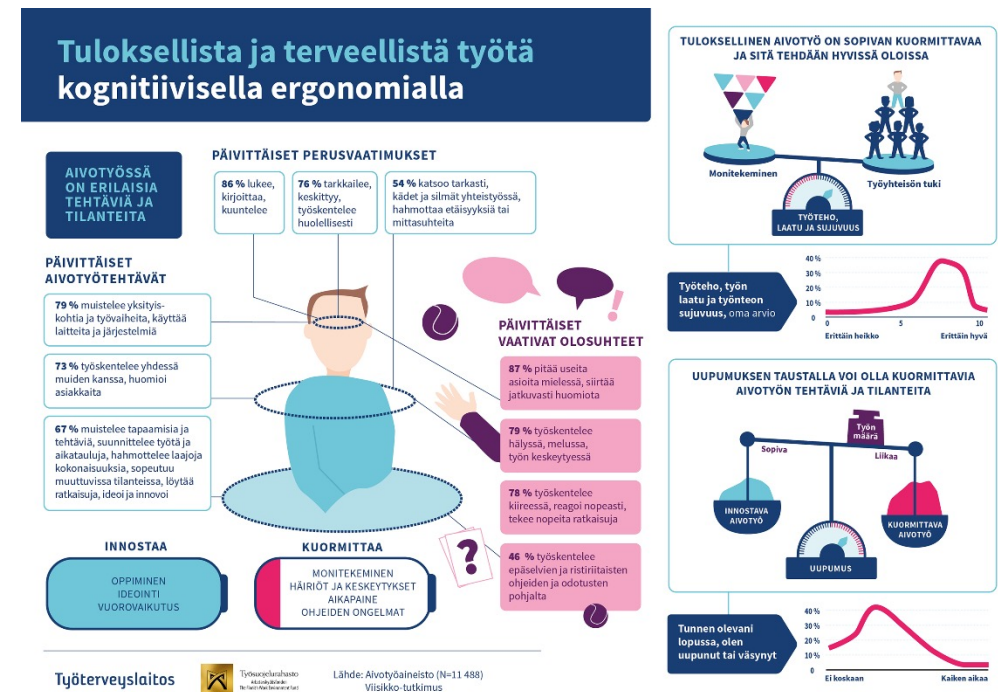 Tuloksellista ja terveellistä työtä
kognitiivisella ergonomialla
AIVOTYÖSSÄ
ON ERILAISIA
TEHTÄVIÄ JA
TILANTEITA
PÄIVITTÄISET PERUSVAATIMUKSET
86 % lukee,
kirjoittaa,
kuuntelee
76 % tarkkailee,
keskittyy,
työskentelee
huolellisesti
54 % katsoo tarkasti,
kädet ja silmät yhteistyössä,
hahmottaa etäisyyksiä tai
mittasuhteita
PÄIVITTÄISET
AIVOTYÖTEHTÄVÄT
79 % muistelee yksityis-
kohtia ja työvaiheita, käyttää
laitteita ja järjestelmiä
73 % työskentelee yhdessä
muiden kanssa, huomioi
asiakkaita
67 % muistelee tapaamisia ja
tehtäviä, suunnittelee työtä ja
aikatauluja, hahmottelee laajoja
kokonaisuuksia, sopeutuu
muuttuvissa tilanteissa, löytää
ratkaisuja, ideoi ja innovoi
!
PÄIVITTÄISET
VAATIVAT OLOSUHTEET
87 % pitää useita
asioita mielessä, siirtää
jatkuvasti huomiota
79 % työskentelee
hälyssä, melussa,
työn keskeytyessä
78 % työskentelee
kiireessä, reagoi nopeasti,
tekee nopeita ratkaisuja
46 % työskentelee
epäselvien ja ristiriitaisten
ohjeiden ja odotusten
pohjalta
?
INNOSTAA
OPPIMINEN
IDEOINTI
VUOROVAIKUTUS
KUORMITTAA
MONITEKEMINEN
HÄIRIÖT JA KESKEYTYKSET
AIKAPAINE
OHJEIDEN ONGELMAT
Työterveyslaitos
Työsuojelurahasto
Arbetarskyddsfonden
The Finnish Work Environment Fund
Lähde: Aivotyöaineisto (N=11 488)
Viisikko-tutkimus
TULOKSELLINEN AIVOTYÖ ON SOPIVAN KUORMITTAVAA
JA SITÄ TEHDÄÄN HYVISSÄ OLOISSA
Monitekeminen
Työyhteisön tuki
TYÖTEHO,
LAATU JA SUJUVUUS
Työteho, työn
laatu ja työnteon
sujuvuus, oma arvio
40 %
30 %
20 %
10 %
0 5 10
Erittäin heikko Erittäin hyvä
UUPUMUKSEN TAUSTALLA VOI OLLA KUORMITTAVIA
AIVOTYÖN TEHTÄVIÄ JA TILANTEITA
Työn
määrä
Sopiva
Liikaa
INNOSTAVA
AIVOTYÖ
KUORMITTAVA
AIVOTYÖ
UUPUMUS
Tunnen olevani
lopussa, olen
uupunut tai väsynyt
40 %
30 %
20 %
10 %
0
Ei koskaan Kaiken aikaa